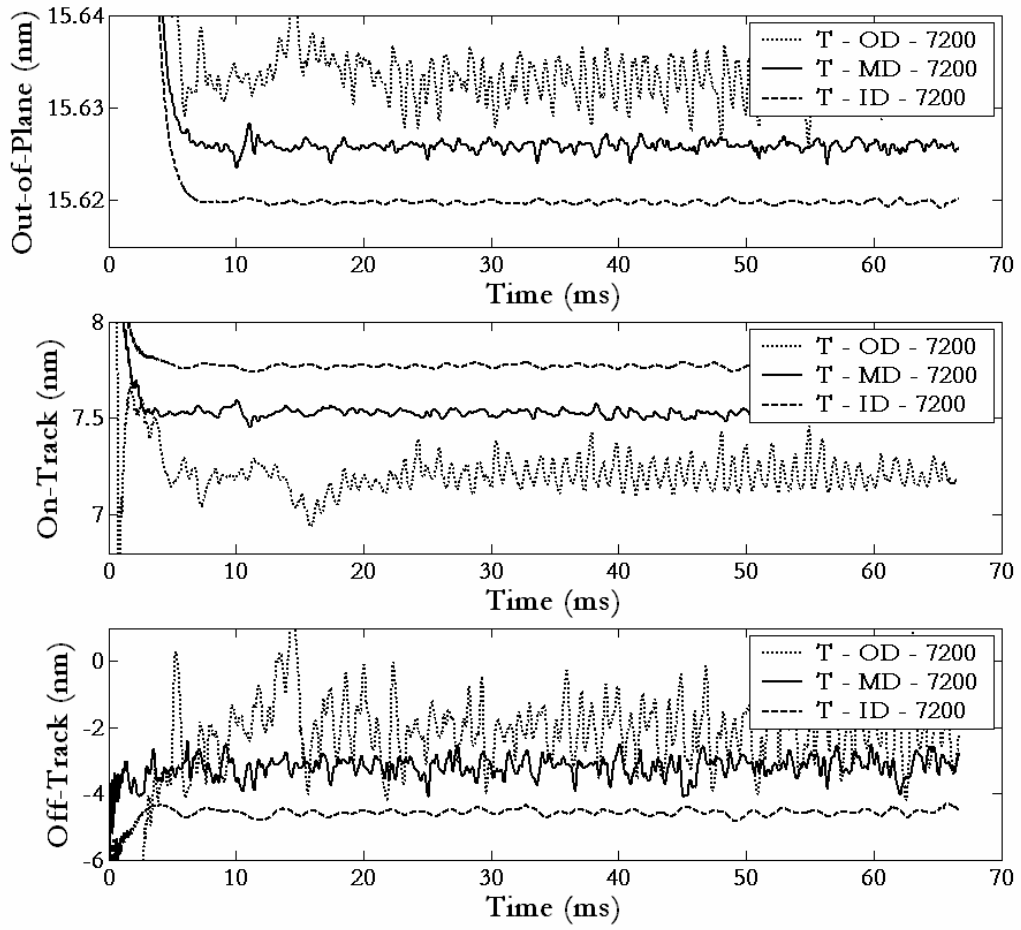 Out-of-Plane (nm)
15.64
15.63
15.62
T - OD - 7200
T - MD - 7200
T - ID - 7200
0 10 20 30 40 50 60 70
Time (ms)
On-Track (nm)
8
7.5
7
T - OD - 7200
T - MD - 7200
T - ID - 7200
0 10 20 30 40 50 60 70
Time (ms)
Off-Track (nm)
0
-2
-4
-6
T - OD - 7200
T - MD - 7200
T - ID - 7200
0 10 20 30 40 50 60 70
Time (ms)